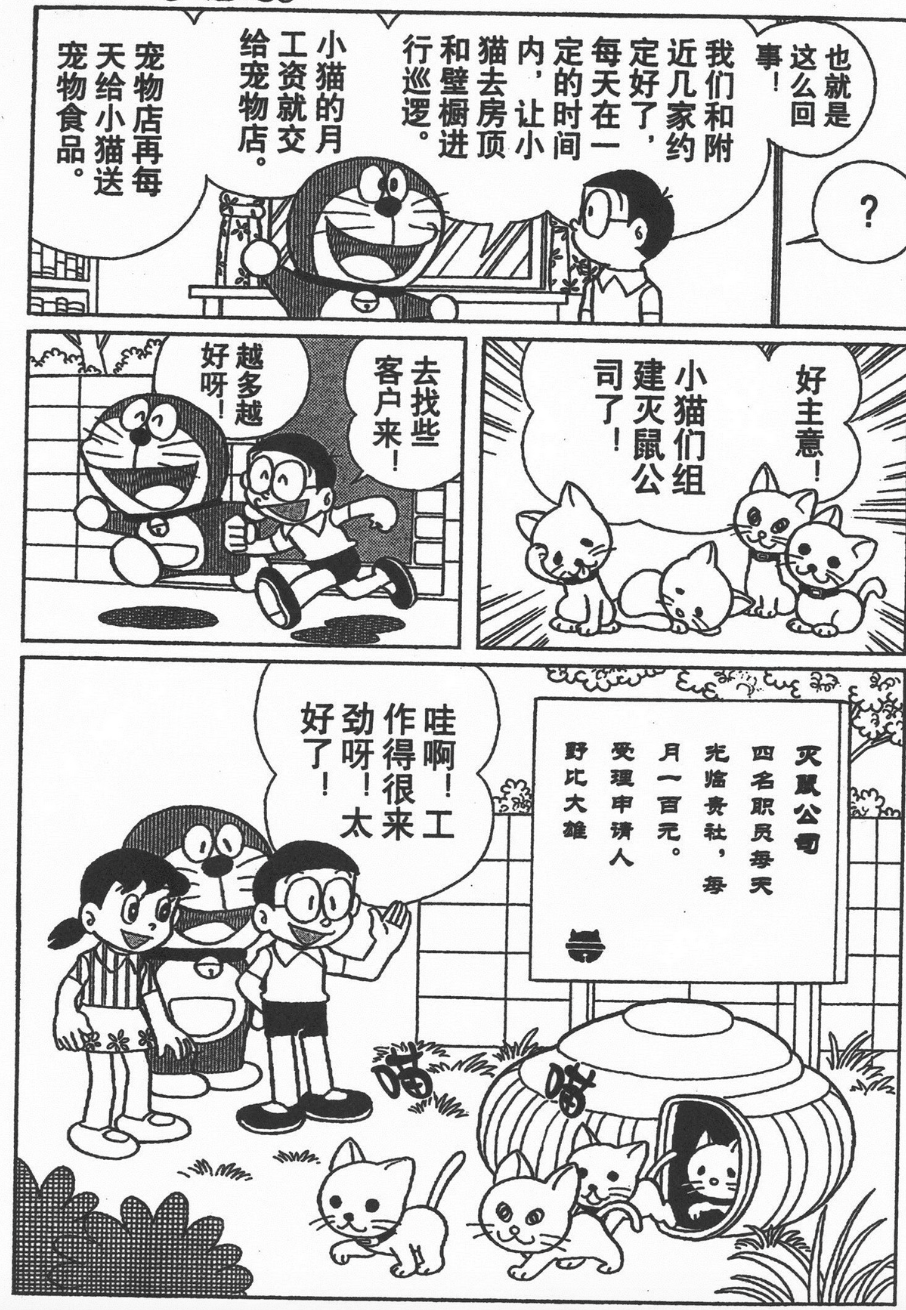 也就是
这么回
事！
？
我们和附
近几家约
定好了，
每天在一
定的时间
内，让小
猫去房顶
和壁橱进
行巡逻。
小猫的月
工资就交
给宠物店。
宠物店再每
天给小猫送
宠物食品。
好主意！
小猫们组
建灭鼠公
司了！
去找些
客户来！
越多越
好呀！
灭鼠公司
四名职员每天
光临贵社，每
月一百元。
受理申请人
野比大雄
哇啊！工
作得很来
劲呀！太
好了！
喵
喵